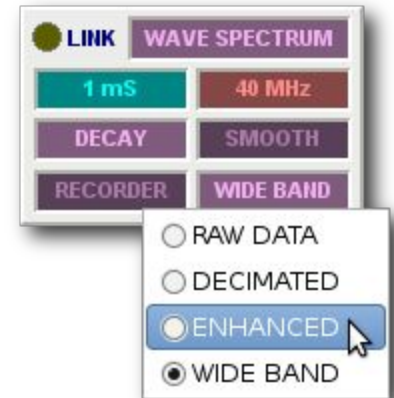 LINK WAVE SPECTRUM
1 mS 40 MHz
DECAY SMOOTH
RECORDER WIDE BAND
RAW DATA
DECIMATED
ENHANCED
WIDE BAND